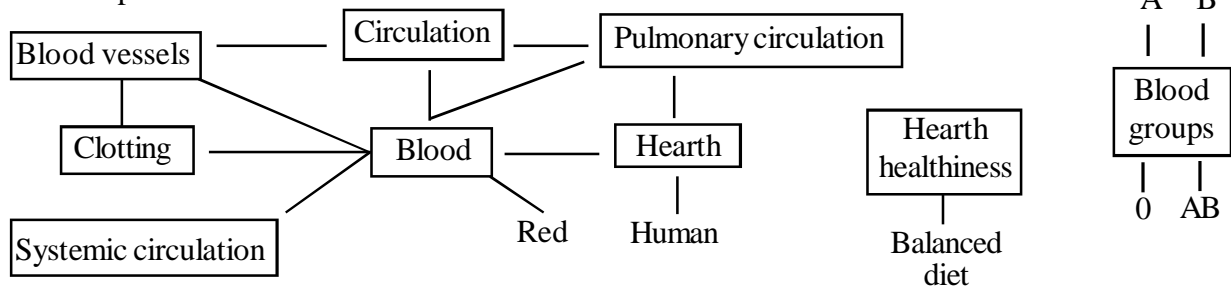 A B
Circulation
Pulmonary circulation
Blood vessels
Blood
groups
Clotting
Blood
Hearth
Hearth
healthiness
0 AB
Systemic circulation
Red
Human
Balanced
diet